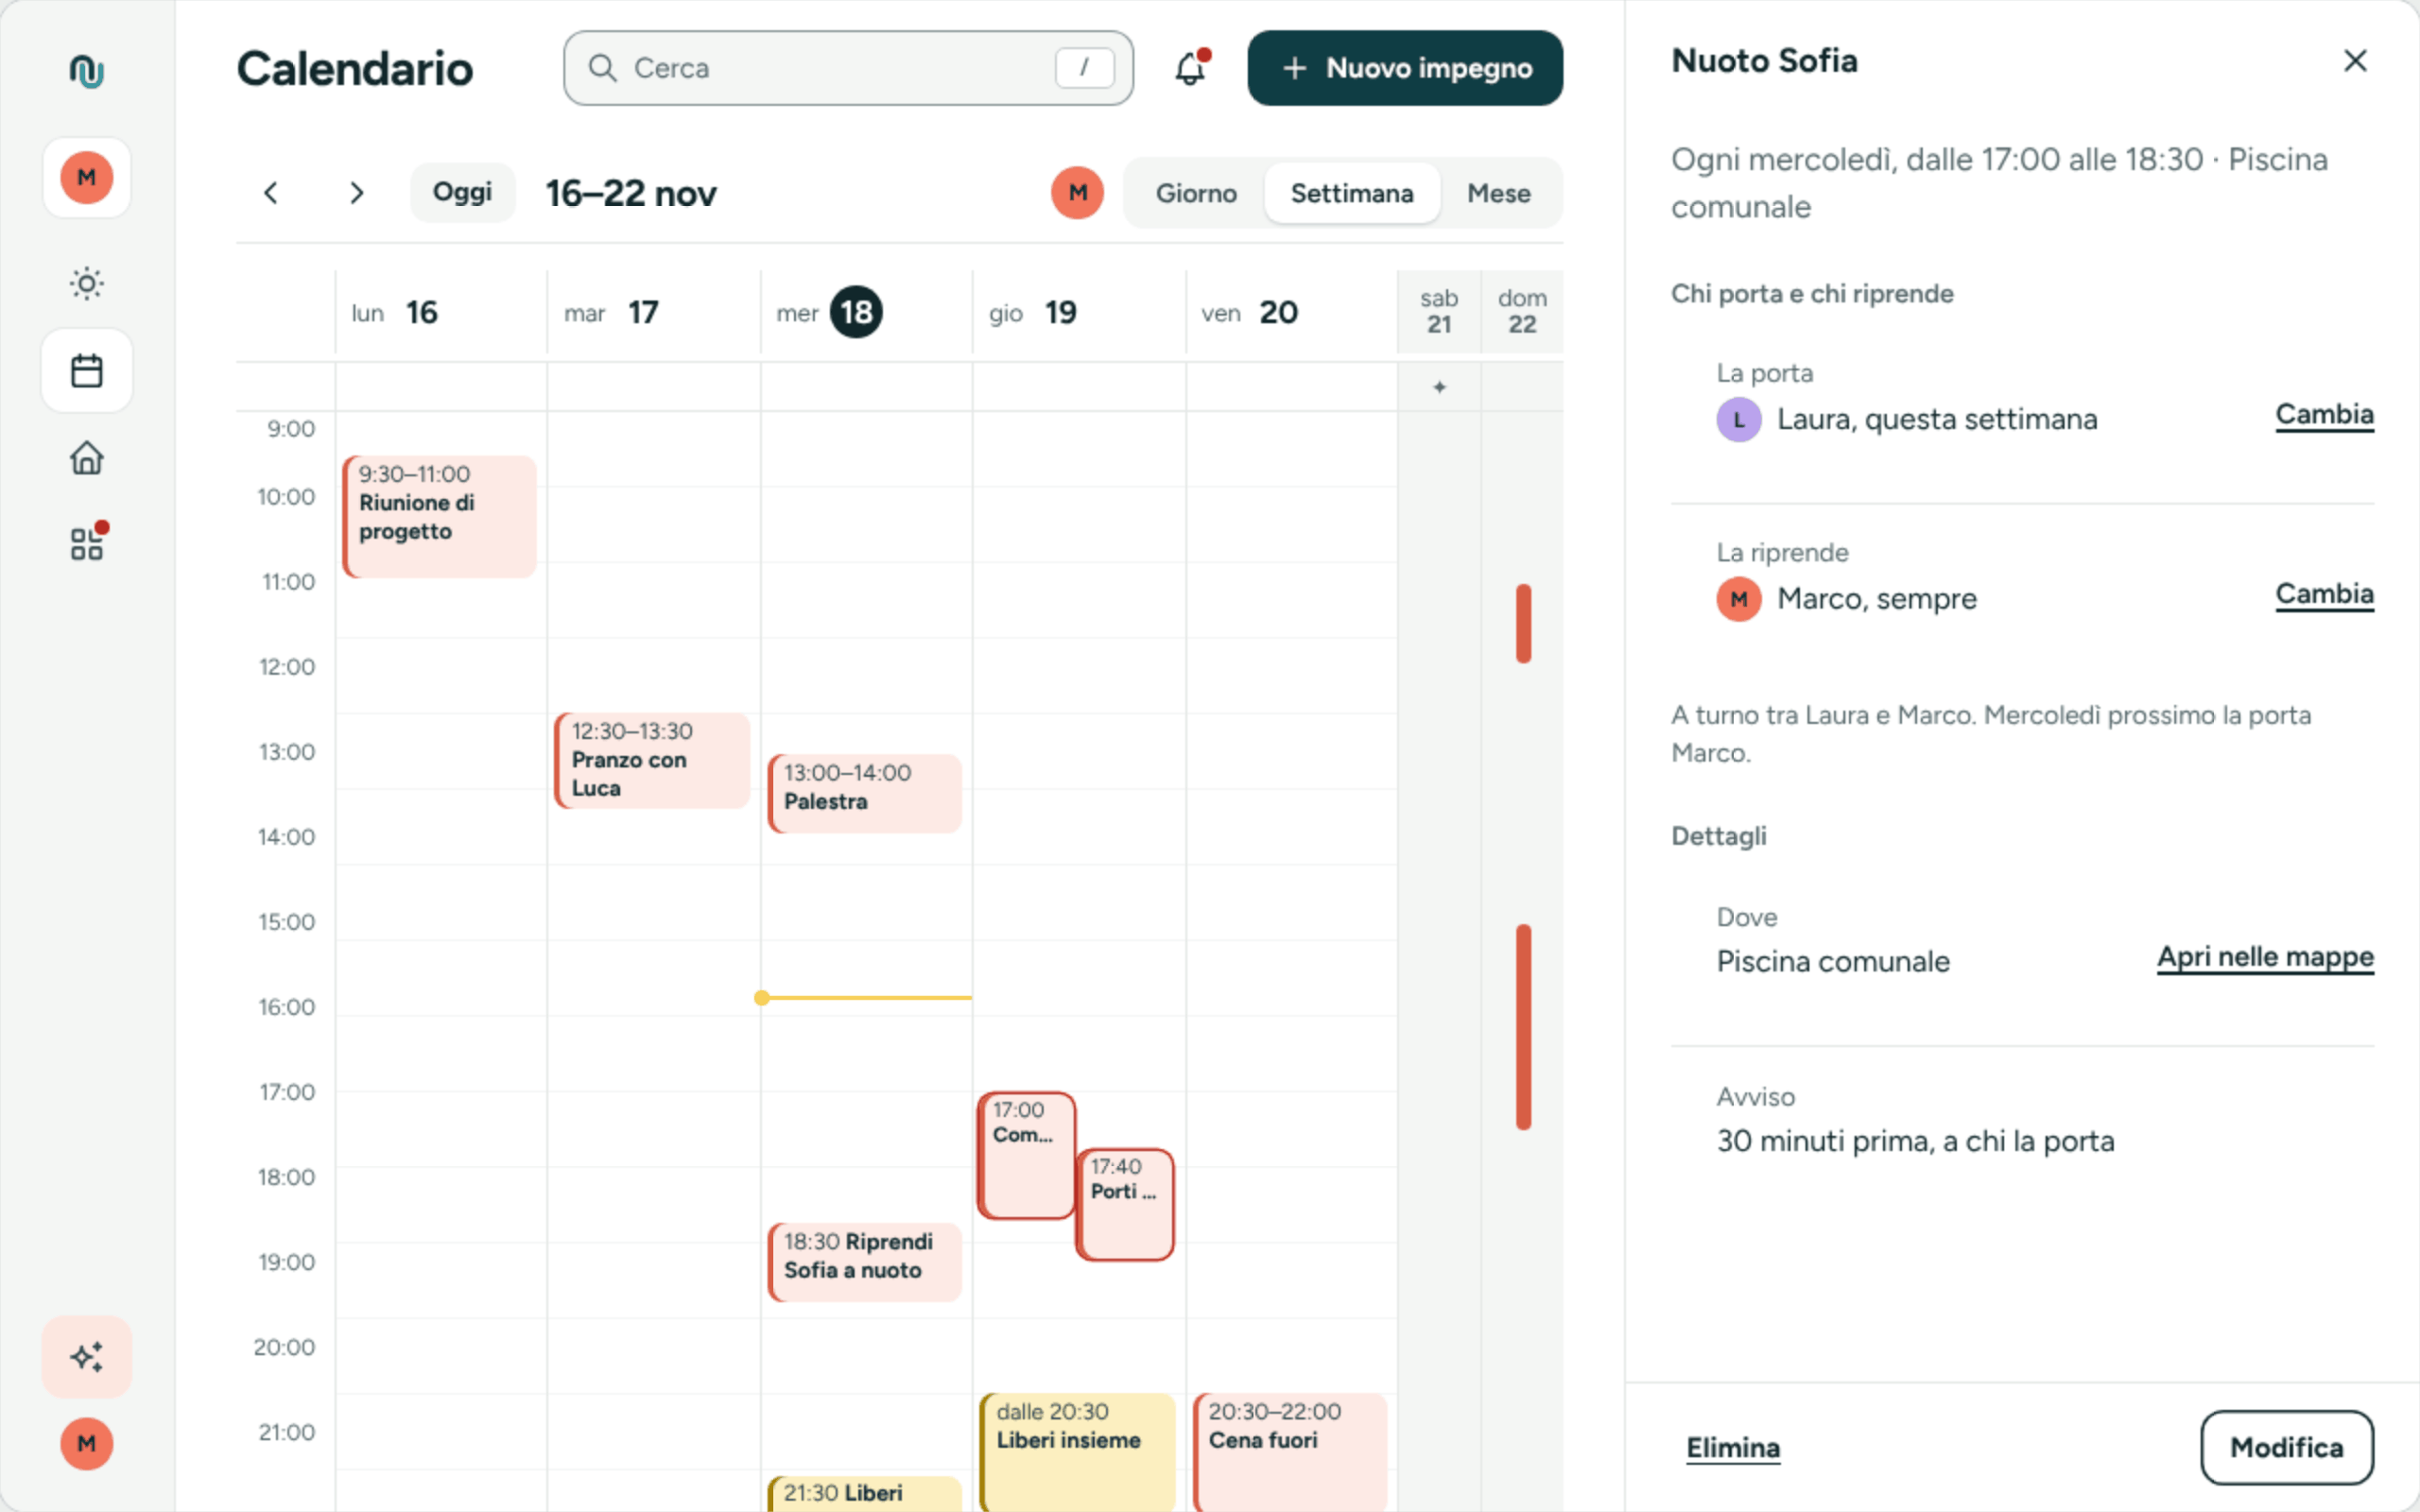 Calendario
Cerca
/
+ Nuovo impegno
M
Oggi
16–22 nov
M
Giorno
Settimana
Mese
lun 16
mar 17
mer 18
gio 19
ven 20
sab
21
dom
22
9:00
10:00
11:00
12:00
13:00
14:00
15:00
16:00
17:00
18:00
19:00
20:00
21:00
9:30–11:00
Riunione di
progetto
12:30–13:30
Pranzo con
Luca
13:00–14:00
Palestra
18:30 Riprendi
Sofia a nuoto
21:30 Liberi
17:00
Com...
17:40
Porti ...
dalle 20:30
Liberi insieme
20:30–22:00
Cena fuori
M
Nuoto Sofia
Ogni mercoledì, dalle 17:00 alle 18:30 · Piscina
comunale
Chi porta e chi riprende
La porta
L Laura, questa settimana
Cambia
La riprende
M Marco, sempre
Cambia
A turno tra Laura e Marco. Mercoledì prossimo la porta
Marco.
Dettagli
Dove
Piscina comunale
Apri nelle mappe
Avviso
30 minuti prima, a chi la porta
Elimina
Modifica